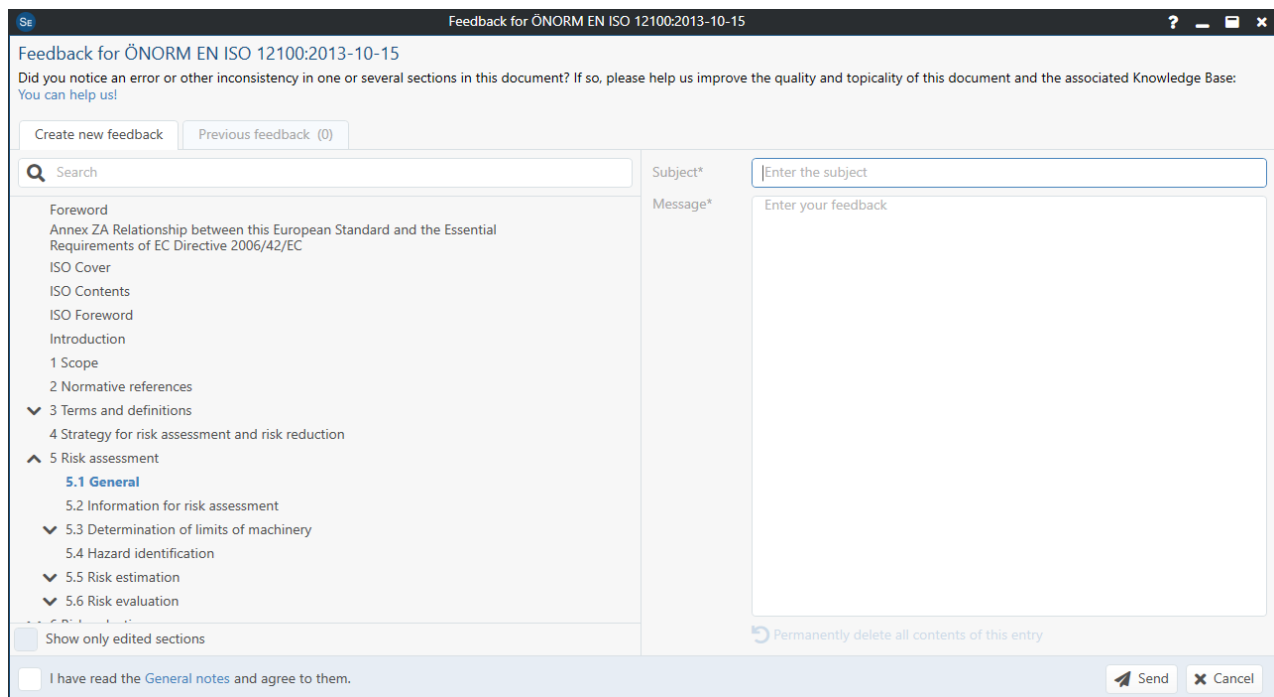 SE
Feedback for ÖNORM EN ISO 12100:2013-10-15
?
Feedback for ÖNORM EN ISO 12100:2013-10-15
Did you notice an error or other inconsistency in one or several sections in this document? If so, please help us improve the quality and topicality of this document and the associated Knowledge Base:
You can help us!
Create new feedback
Previous feedback (0)
Search
Foreword
Annex ZA Relationship between this European Standard and the Essential
Requirements of EC Directive 2006/42/EC
ISO Cover
ISO Contents
ISO Foreword
Introduction
1 Scope
2 Normative references
3 Terms and definitions
4 Strategy for risk assessment and risk reduction
5 Risk assessment
5.1 General
5.2 Information for risk assessment
5.3 Determination of limits of machinery
5.4 Hazard identification
5.5 Risk estimation
5.6 Risk evaluation
Show only edited sections
Subject*
Enter the subject
Message*
Enter your feedback
Permanently delete all contents of this entry
I have read the General notes and agree to them.
Send
Cancel